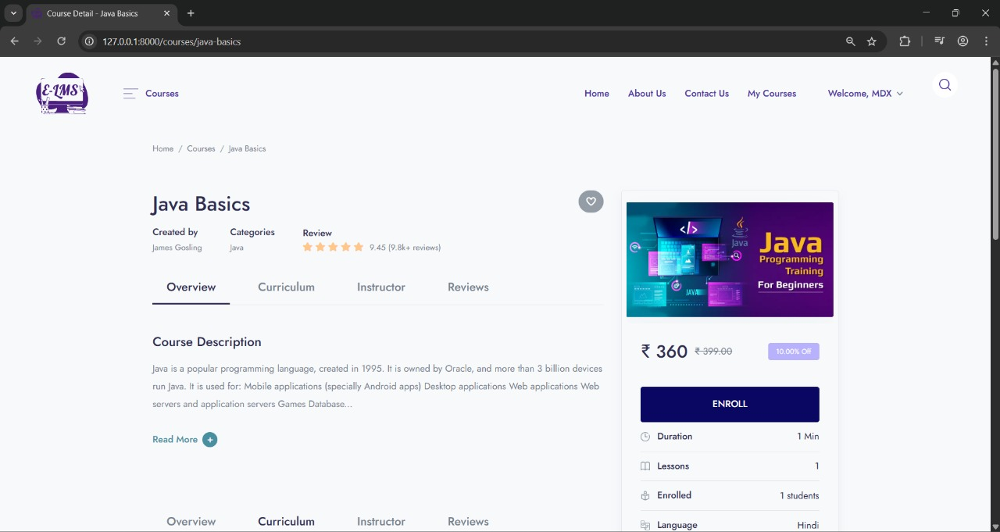 Course Detail - Java Basics
127.0.0.1:8000/courses/java-basics
E-LMS
Courses
Home
About Us
Contact Us
My Courses
Welcome, MDX
Home / Courses / Java Basics
Java Basics
Created by
James Gosling
Categories
Java
Review
9.45 (9.8k+ reviews)
Overview
Curriculum
Instructor
Reviews
Course Description
Java is a popular programming language, created in 1995. It is owned by Oracle, and more than 3 billion devices
run Java. It is used for: Mobile applications (specially Android apps) Desktop applications Web applications Web
servers and application servers Games Database...
Read More
Overview
Curriculum
Instructor
Reviews
</>
Java
JAVA
Java
Programming
Training
For Beginners
₹ 360 ₹ 399.00
10.00% Off
ENROLL
Duration 1 Min
Lessons 1
Enrolled 1 students
Language Hindi